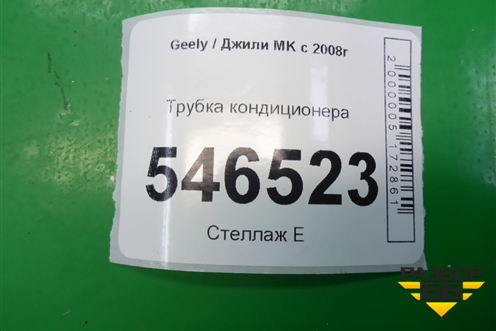 Geely / Джили МК с 2008г
Трубка кондиционера
546523
Стеллаж Е
2000005172861